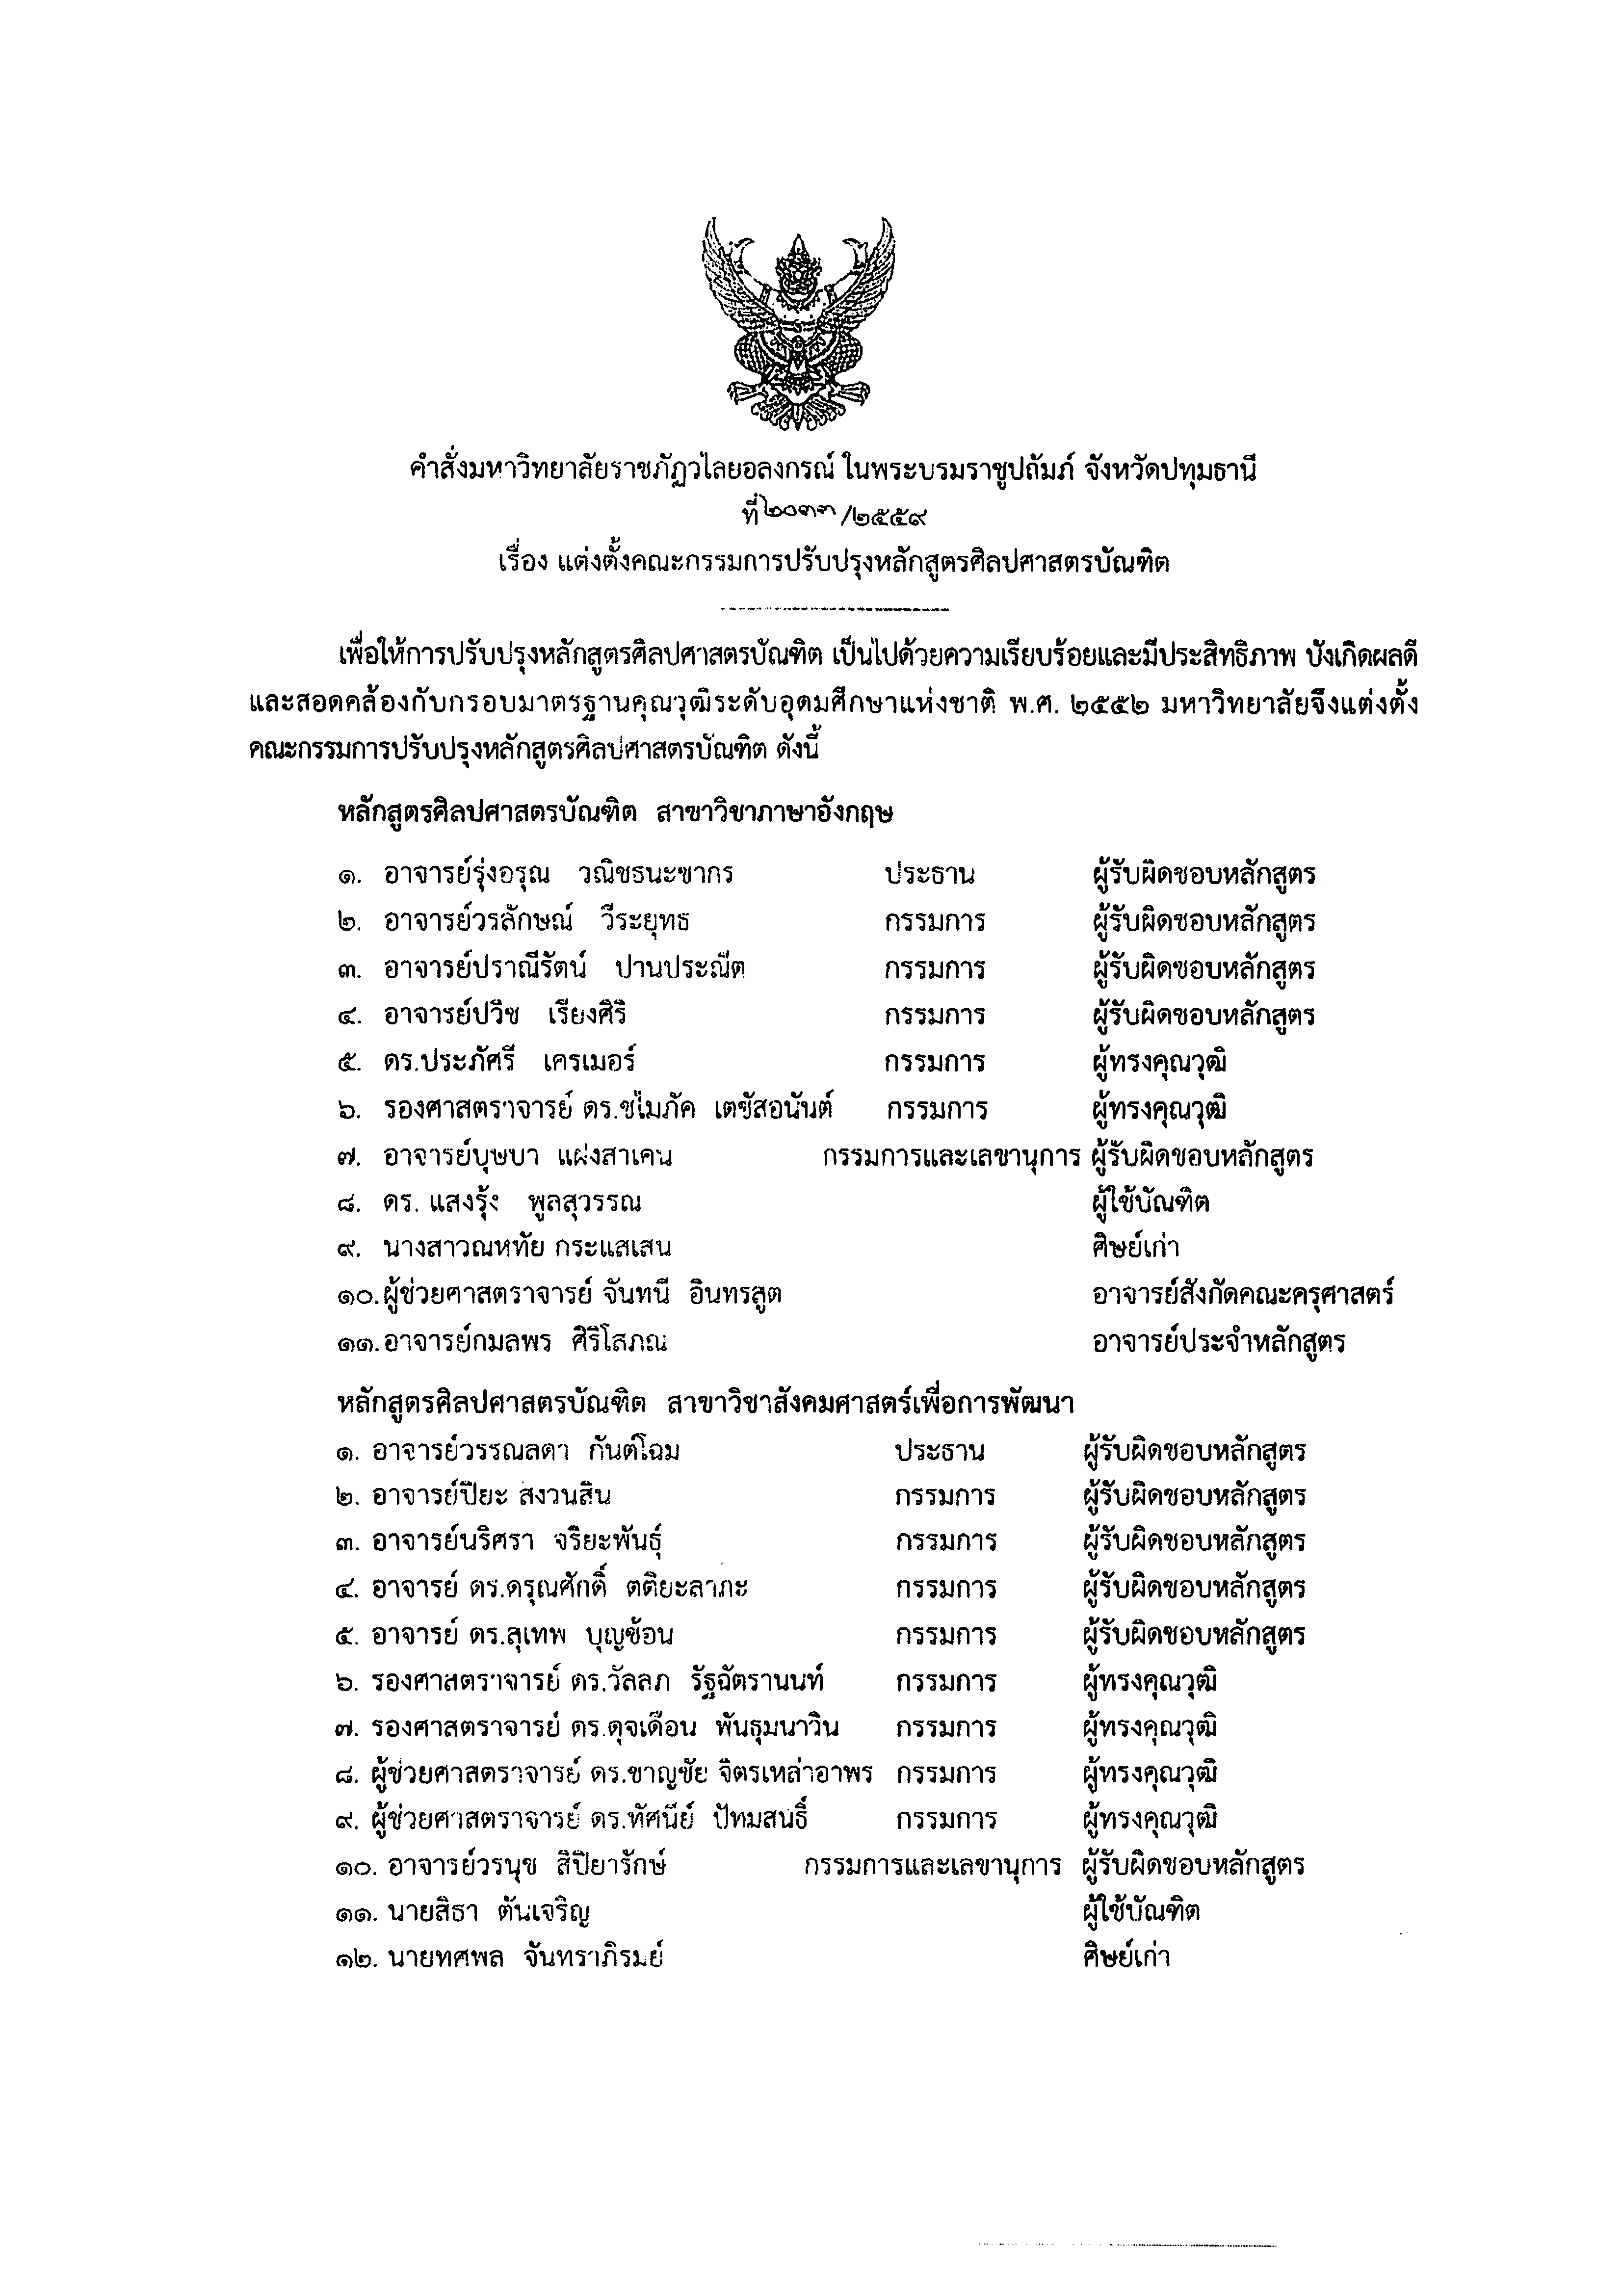 คำสั่งมหาวิทยาลัยราชภัฏวไลยอลงกรณ์ ในพระบรมราชูปถัมภ์ จังหวัดปทุมธานี
ที่ ๒๐๓๓ /๒๕๕๙
เรื่อง แต่งตั้งคณะกรรมการปรับปรุงหลักสูตรศิลปศาสตรบัณฑิต
เพื่อให้การปรับปรุงหลักสูตรศิลปศาสตรบัณฑิต เป็นไปด้วยความเรียบร้อยและมีประสิทธิภาพ บังเกิดผลดี
และสอดคล้องกับกรอบมาตรฐานคุณวุฒิระดับอุดมศึกษาแห่งชาติ พ.ศ. ๒๕๕๒ มหาวิทยาลัยจึงแต่งตั้ง
คณะกรรมการปรับปรุงหลักสูตรศิลปศาสตรบัณฑิต ดังนี้
หลักสูตรศิลปศาสตรบัณฑิต สาขาวิชาภาษาอังกฤษ
๑. อาจารย์รุ่งอรุณ วณิชธนะชากร ประธาน ผู้รับผิดชอบหลักสูตร
๒. อาจารย์วรลักษณ์ วีระยุทธ กรรมการ ผู้รับผิดชอบหลักสูตร
๓. อาจารย์ปราณีรัตน์ ปานประณีต กรรมการ ผู้รับผิดชอบหลักสูตร
๔. อาจารย์ปวิช เรียงศิริ กรรมการ ผู้รับผิดชอบหลักสูตร
๕. ดร.ประภัศรี เครเมอร์ กรรมการ ผู้ทรงคุณวุฒิ
๖. รองศาสตราจารย์ ดร.ชไมภัค เตชัสอนันต์ กรรมการ ผู้ทรงคุณวุฒิ
๗. อาจารย์บุษบา แฝงสาเคน กรรมการและเลขานุการ ผู้รับผิดชอบหลักสูตร
๘. ดร. แสงรุ้ง พูลสุวรรณ ผู้ใช้บัณฑิต
๙. นางสาวณหทัย กระแสเสน ศิษย์เก่า
๑๐. ผู้ช่วยศาสตราจารย์ จันทนี อินทรสูต อาจารย์สังกัดคณะครุศาสตร์
๑๑. อาจารย์กมลพร ศิริโสภณ อาจารย์ประจำหลักสูตร
หลักสูตรศิลปศาสตรบัณฑิต สาขาวิชาสังคมศาสตร์เพื่อการพัฒนา
๑. อาจารย์วรรณลดา กันต์โฉม ประธาน ผู้รับผิดชอบหลักสูตร
๒. อาจารย์ปิยะ สงวนสิน กรรมการ ผู้รับผิดชอบหลักสูตร
๓. อาจารย์นริศรา จริยะพันธุ์ กรรมการ ผู้รับผิดชอบหลักสูตร
๔. อาจารย์ ดร.ดรุณศักดิ์ ตติยะลาภะ กรรมการ ผู้รับผิดชอบหลักสูตร
๕. อาจารย์ ดร.สุเทพ บุญซ้อน กรรมการ ผู้รับผิดชอบหลักสูตร
๖. รองศาสตราจารย์ ดร.วัลลภ รัฐฉัตรานนท์ กรรมการ ผู้ทรงคุณวุฒิ
๗. รองศาสตราจารย์ ดร.ดุจเดือน พันธุมนาวิน กรรมการ ผู้ทรงคุณวุฒิ
๘. ผู้ช่วยศาสตราจารย์ ดร.ชาญชัย จิตรเหล่าอาพร กรรมการ ผู้ทรงคุณวุฒิ
๙. ผู้ช่วยศาสตราจารย์ ดร.ทัศนีย์ ปัทมสนธิ์ กรรมการ ผู้ทรงคุณวุฒิ
๑๐. อาจารย์วรนุช สิปิยารักษ์ กรรมการและเลขานุการ ผู้รับผิดชอบหลักสูตร
๑๑. นายสิธา ตันเจริญ ผู้ใช้บัณฑิต
๑๒. นายทศพล จันทราภิรมย์ ศิษย์เก่า